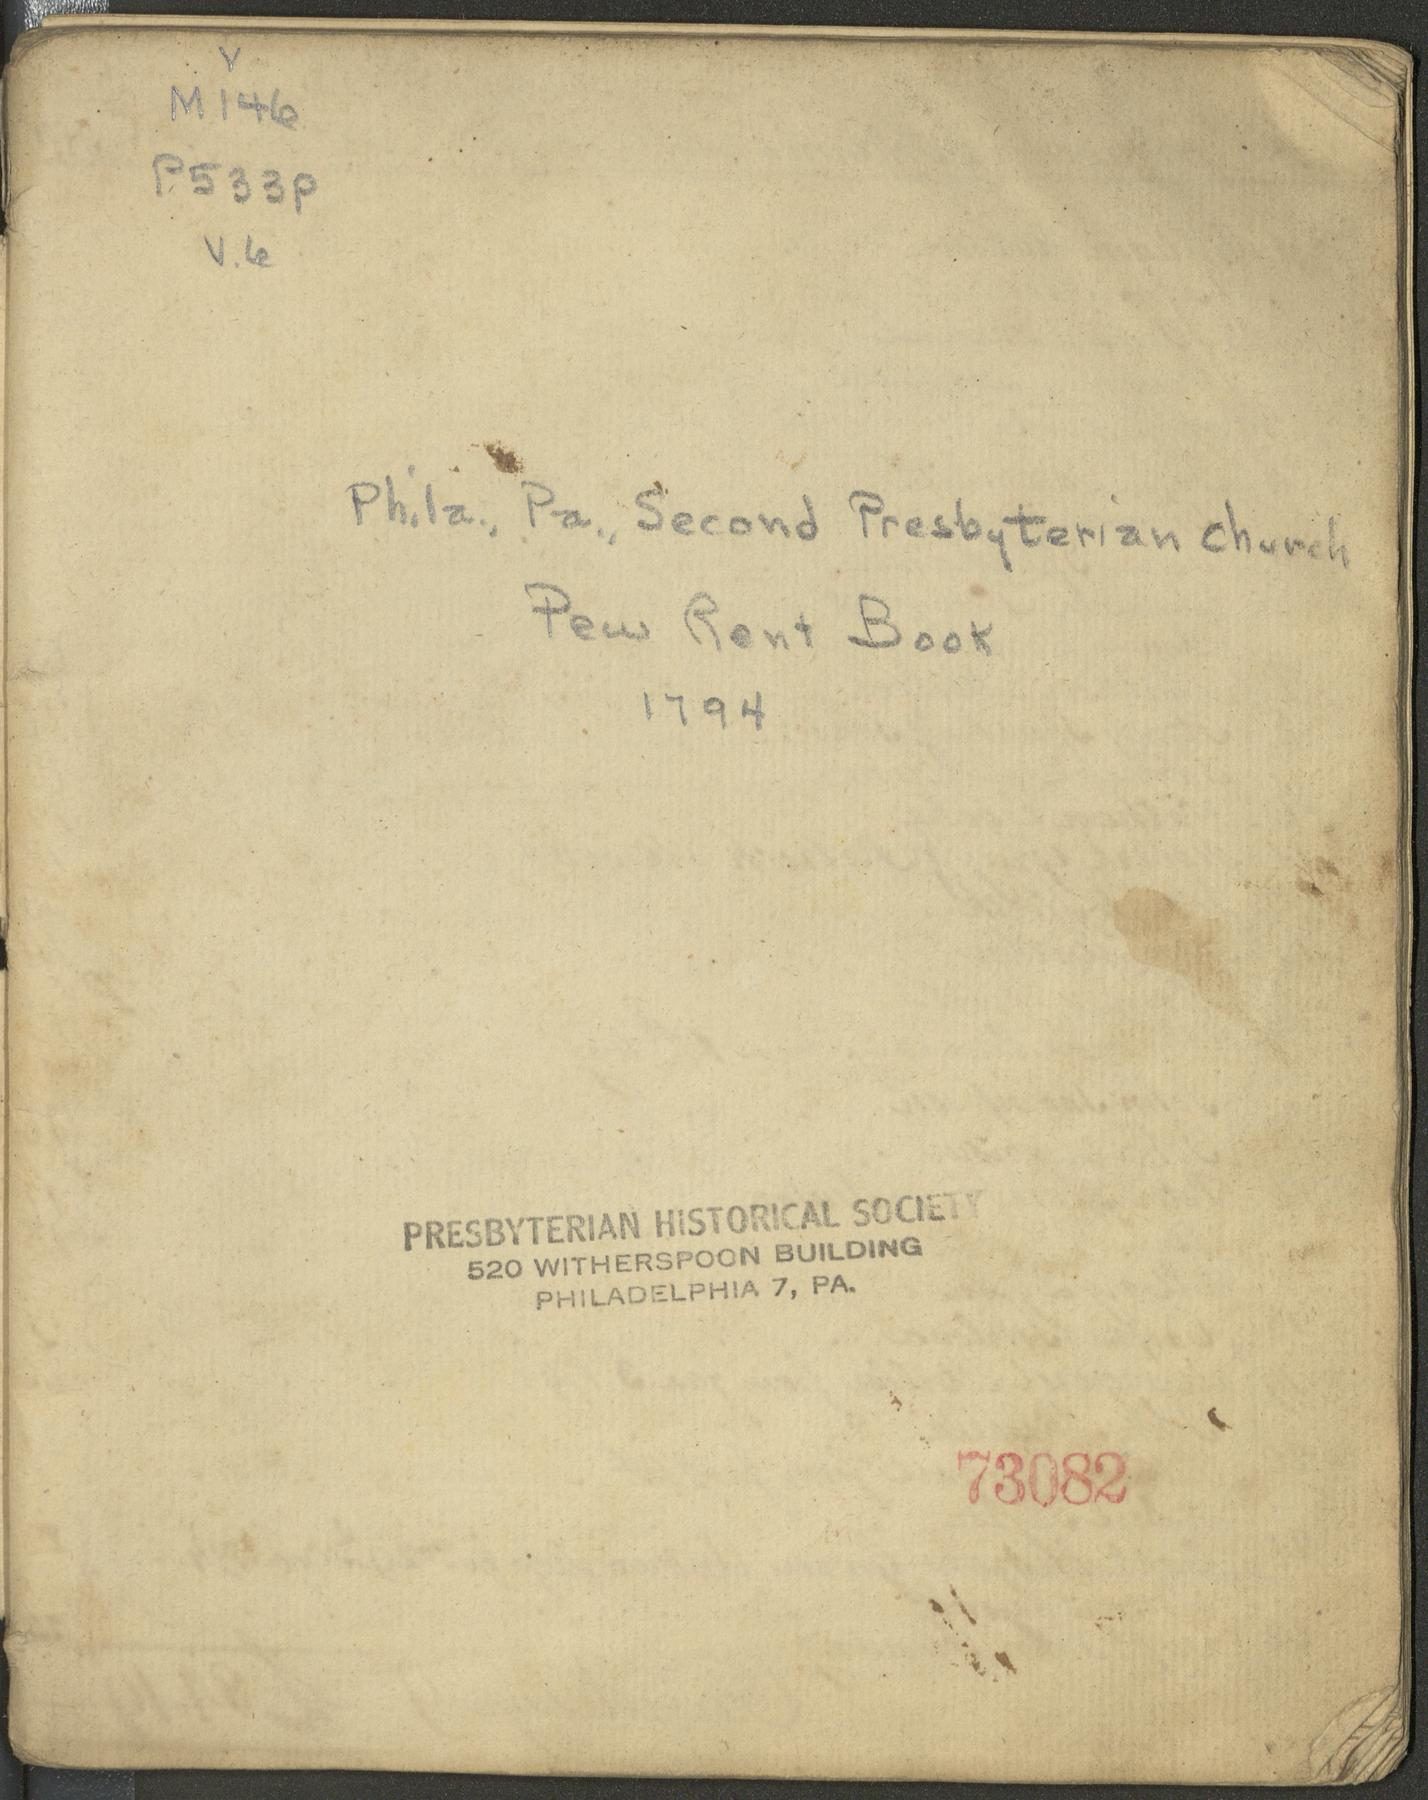 V
M146
P533p
V.6
Phila., Pa., Second Presbyterian Church
Pew Rent Book
1794
PRESBYTERIAN HISTORICAL SOCIETY
520 WITHERSPOON BUILDING
PHILADELPHIA 7, PA.
73082